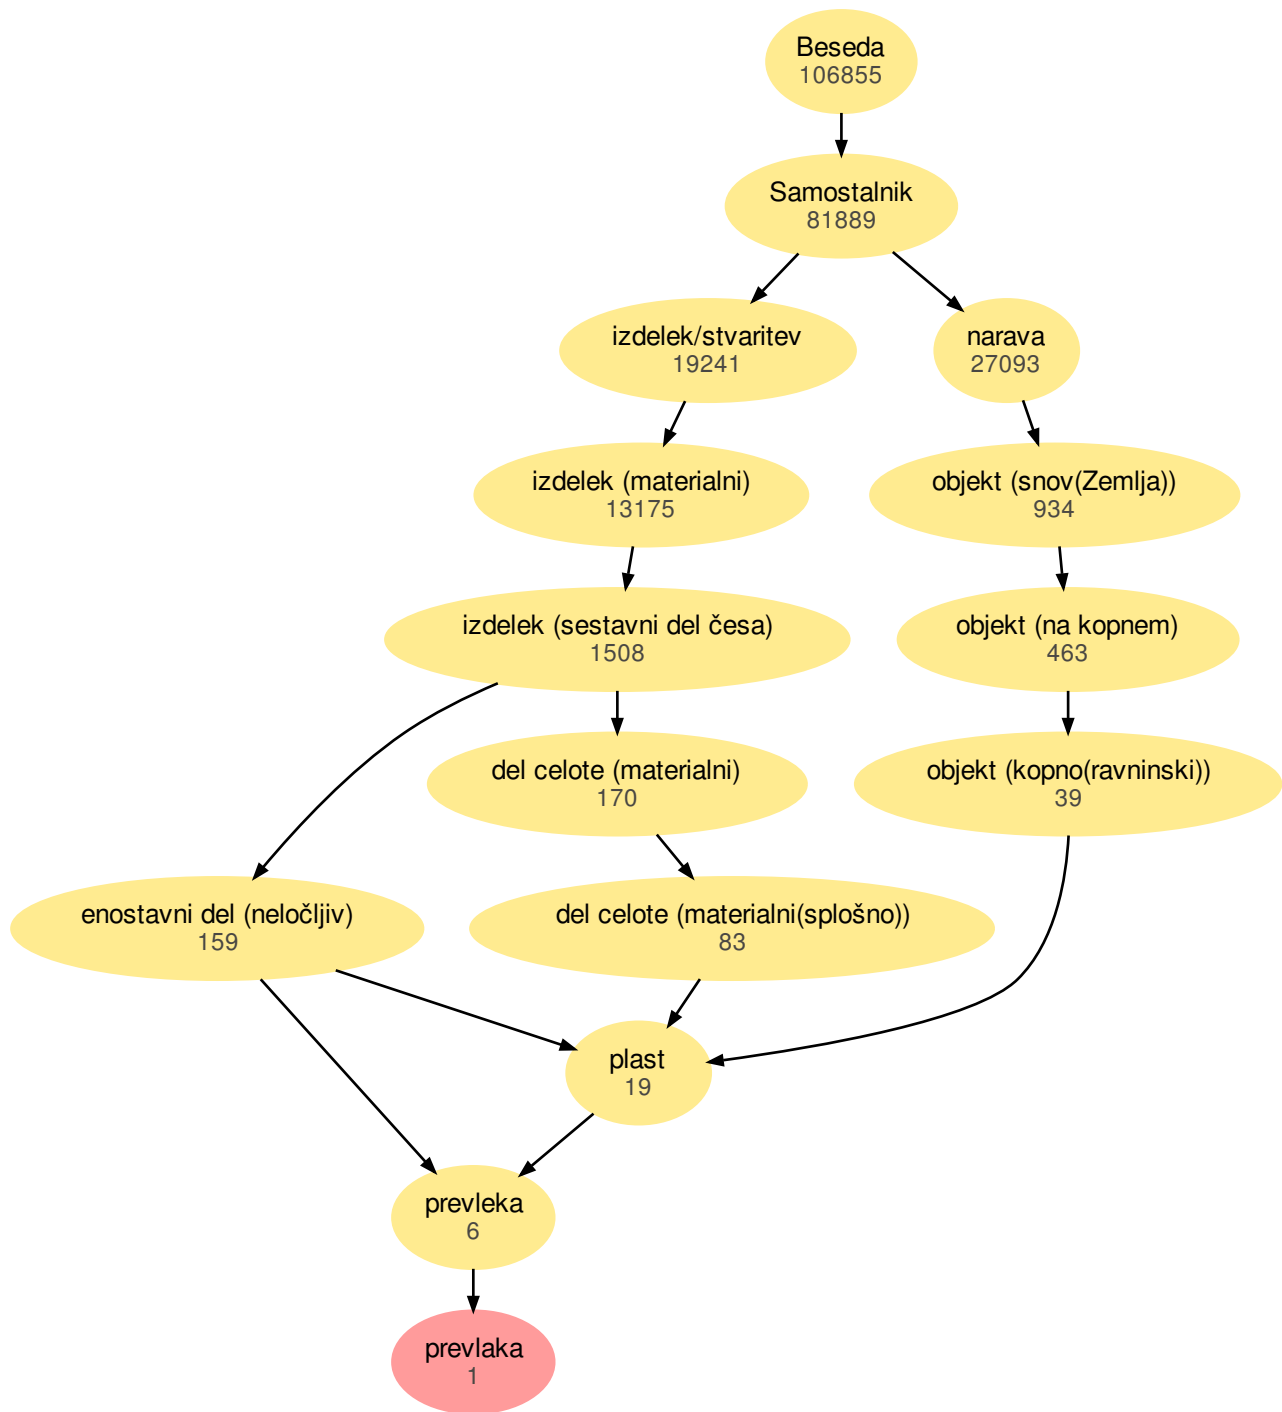 Beseda
106855
Samostalnik
81889
izdelek/stvaritev
19241
narava
27093
izdelek (materialni)
13175
objekt (snov(Zemlja))
934
izdelek (sestavni del česa)
1508
objekt (na kopnem)
463
del celote (materialni)
170
objekt (kopno(ravninski))
39
enostavni del (neločljiv)
159
del celote (materialni(splošno))
83
plast
19
prevleka
6
prevlaka
1